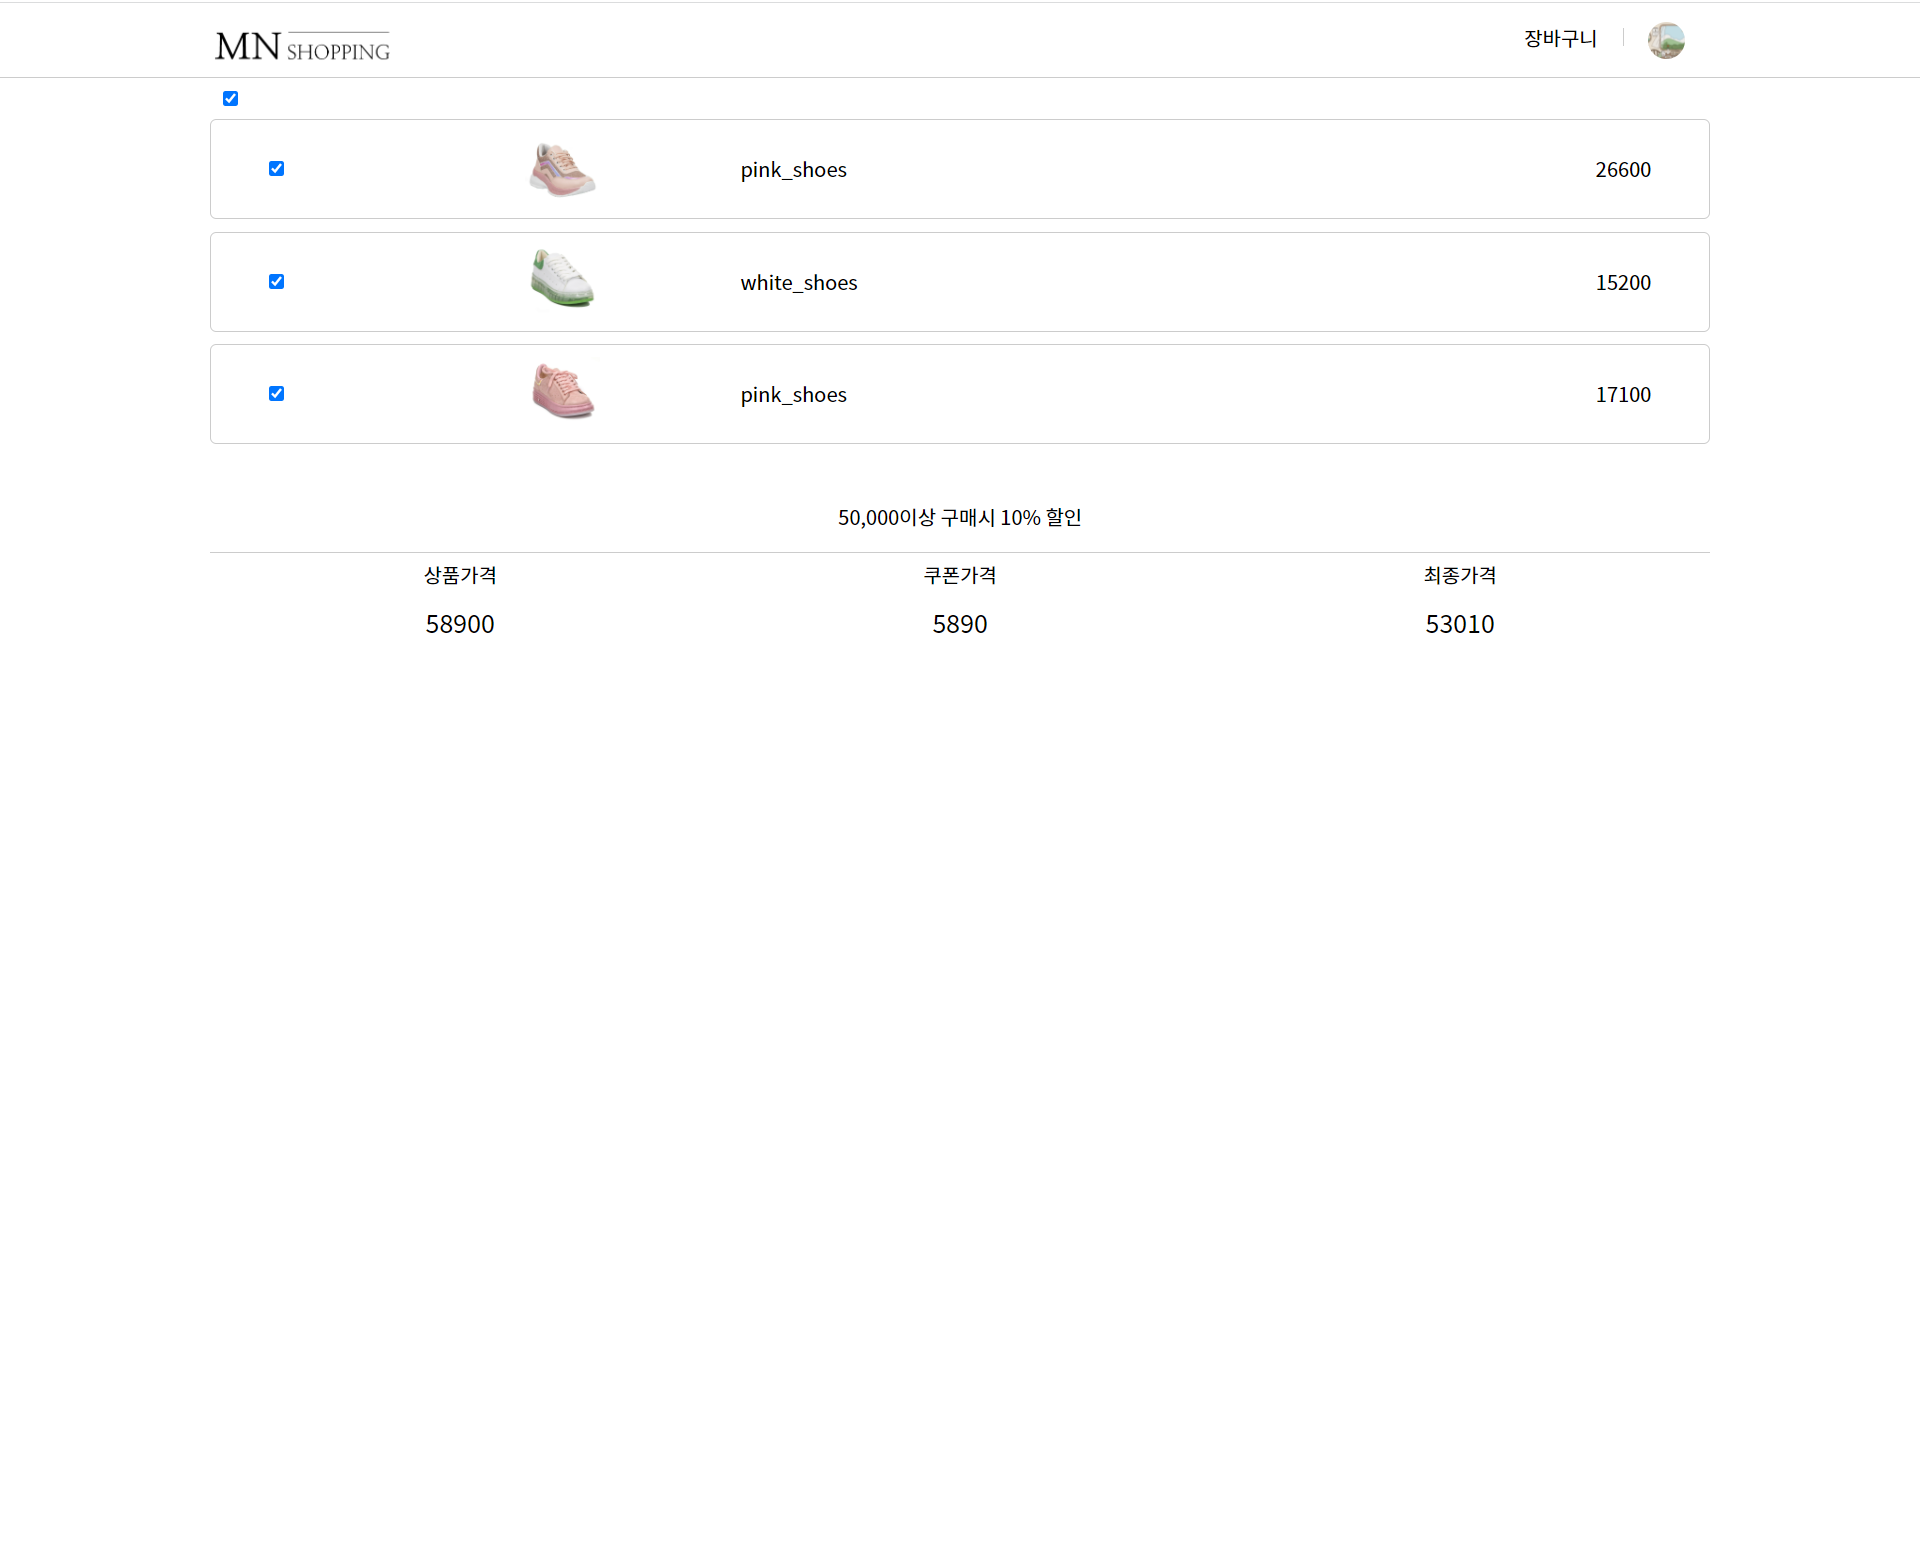 MN SHOPPING
장바구니
pink_shoes
26600
white_shoes
15200
pink_shoes
17100
50,000이상 구매시 10% 할인
상품가격
쿠폰가격
최종가격
58900
5890
53010